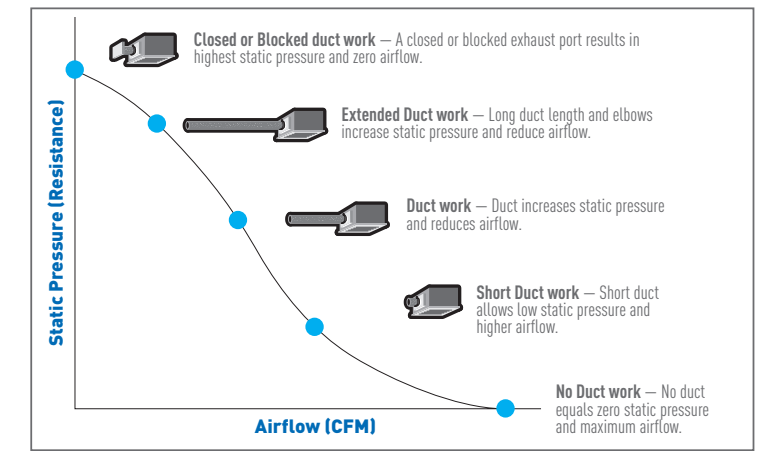 Closed or Blocked duct work — A closed or blocked exhaust port results in
highest static pressure and zero airflow.
Extended Duct work — Long duct length and elbows
increase static pressure and reduce airflow.
Duct work — Duct increases static pressure
and reduces airflow.
Short Duct work — Short duct
allows low static pressure and
higher airflow.
No Duct work — No duct
equals zero static pressure
and maximum airflow.
Static Pressure (Resistance)
Airflow (CFM)